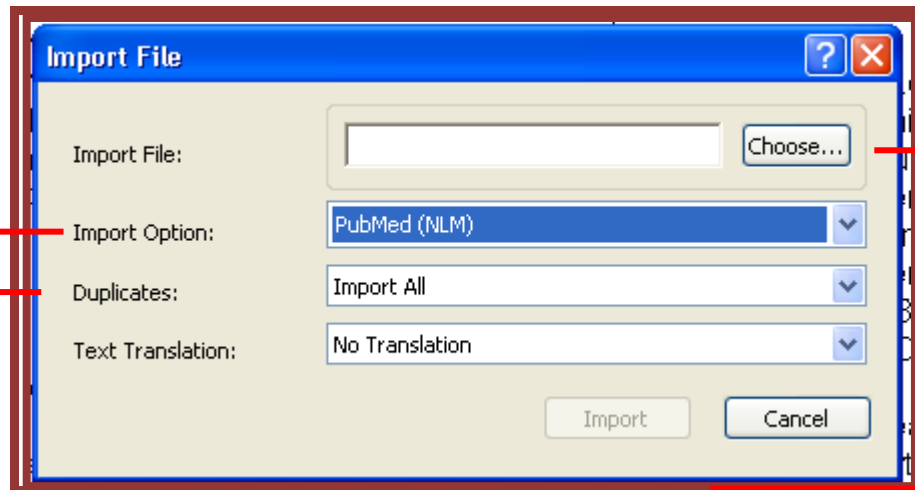 Import File
Import File:
Choose...
Import Option:
PubMed (NLM)
Duplicates:
Import All
Text Translation:
No Translation
Import
Cancel